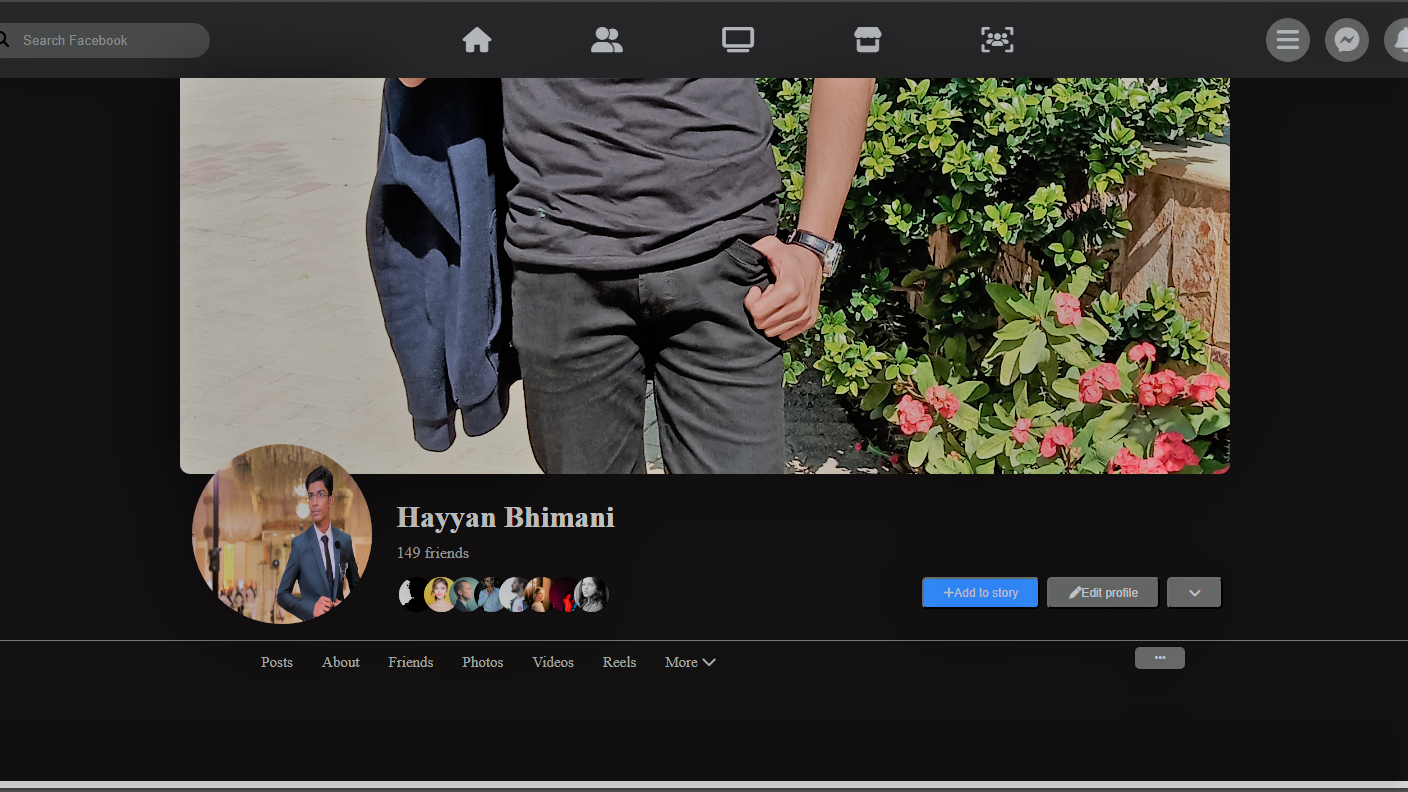 Search Facebook
Hayyan Bhimani
149 friends
Add to story
Edit profile
Posts
About
Friends
Photos
Videos
Reels
More